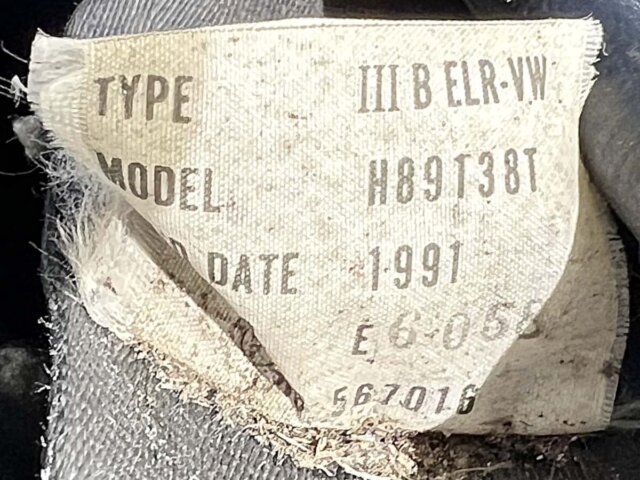 TYPE III B ELR-VW
MODEL H89T38T
DATE 1991
E 6-058
567016